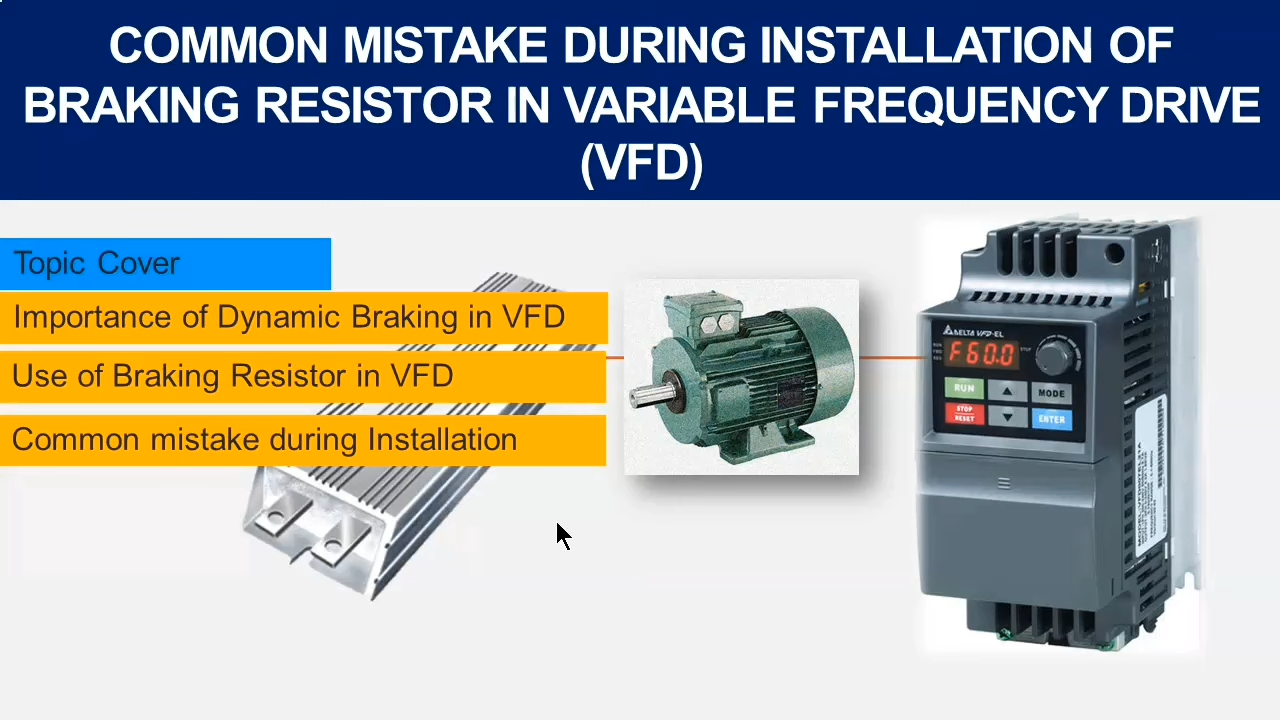 COMMON MISTAKE DURING INSTALLATION OF
BRAKING RESISTOR IN VARIABLE FREQUENCY DRIVE
(VFD)
Topic Cover
Importance of Dynamic Braking in VFD
Use of Braking Resistor in VFD
Common mistake during Installation
DELTA VFD-EL
F60.0
RUN
MODE
STOP
RESET
ENTER